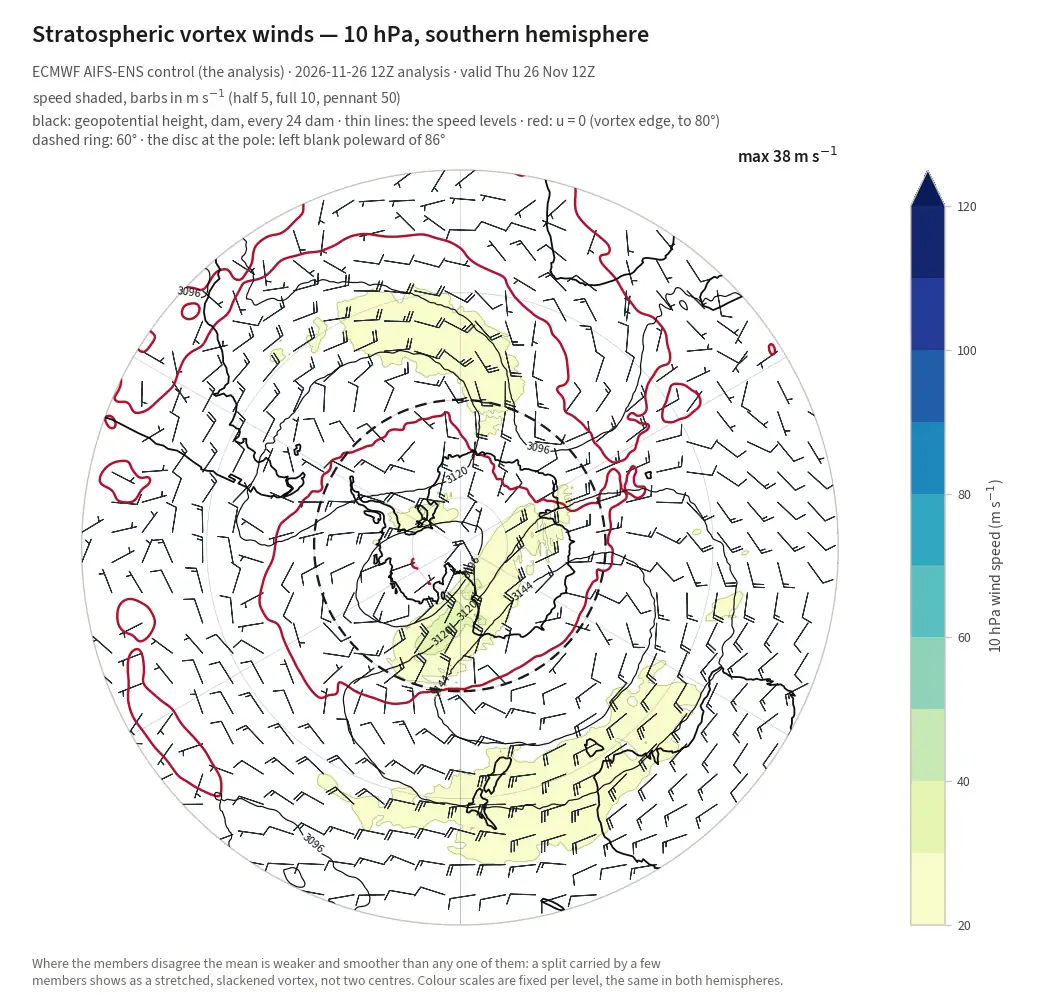 Stratospheric vortex winds — 10 hPa, southern hemisphere
ECMWF AIFS-ENS control (the analysis) · 2026-11-26 12Z analysis · valid Thu 26 Nov 12Z
speed shaded, barbs in m s⁻¹ (half 5, full 10, pennant 50)
black: geopotential height, dam, every 24 dam · thin lines: the speed levels · red: u = 0 (vortex edge, to 80°)
dashed ring: 60° · the disc at the pole: left blank poleward of 86°
max 38 m s⁻¹
120
100
80
60
40
20
10 hPa wind speed (m s⁻¹)
3096
3096
3120
3144
3120
3120
3096
Where the members disagree the mean is weaker and smoother than any one of them: a split carried by a few
members shows as a stretched, slackened vortex, not two centres. Colour scales are fixed per level, the same in both hemispheres.